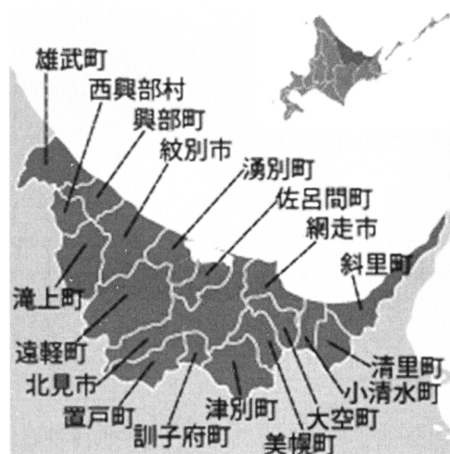 雄武町
西興部村
興部町
紋別市
湧別町
佐呂間町
網走市
斜里町
滝上町
遠軽町
北見市
置戸町
訓子府町
津別町
美幌町
大空町
小清水町
清里町